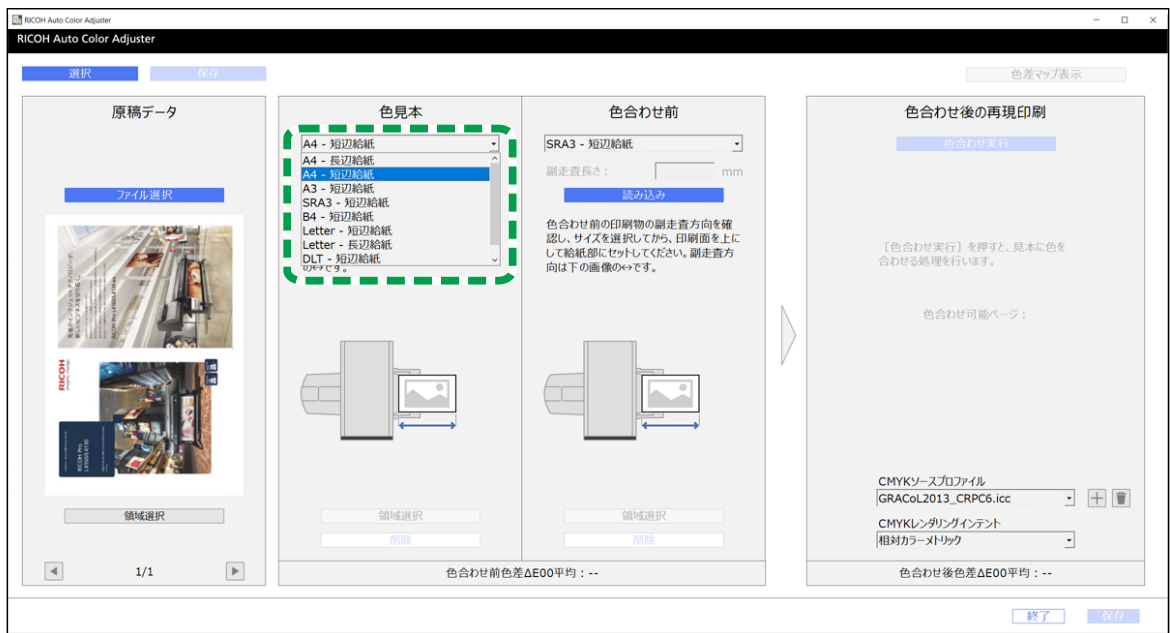 RICOH Auto Color Adjuster
RICOH Auto Color Adjuster
選択
保存
色差マップ表示
原稿データ
ファイル選択
RICOH
RICOH Pro
L4160/L4130
領域選択
1/1
色見本
A4 - 短辺給紙
A4 - 長辺給紙
A4 - 短辺給紙
A3 - 短辺給紙
SRA3 - 短辺給紙
B4 - 短辺給紙
Letter - 短辺給紙
Letter - 長辺給紙
DLT - 短辺給紙
の↔です。
領域選択
削除
色合わせ前
SRA3 - 短辺給紙
副走査長さ： mm
読み込み
色合わせ前の印刷物の副走査方向を確
認し、サイズを選択してから、印刷面を上に
して給紙部にセットしてください。副走査方
向は下の画像の↔です。
領域選択
削除
色合わせ前色差ΔE00平均：--
色合わせ後の再現印刷
色合わせ実行
［色合わせ実行］を押すと、見本に色を
合わせる処理を行います。
色合わせ可能ページ：
CMYKソースプロファイル
GRACoL2013_CRPC6.icc
CMYKレンダリングインテント
相対カラーメトリック
色合わせ後色差ΔE00平均：--
終了
保存